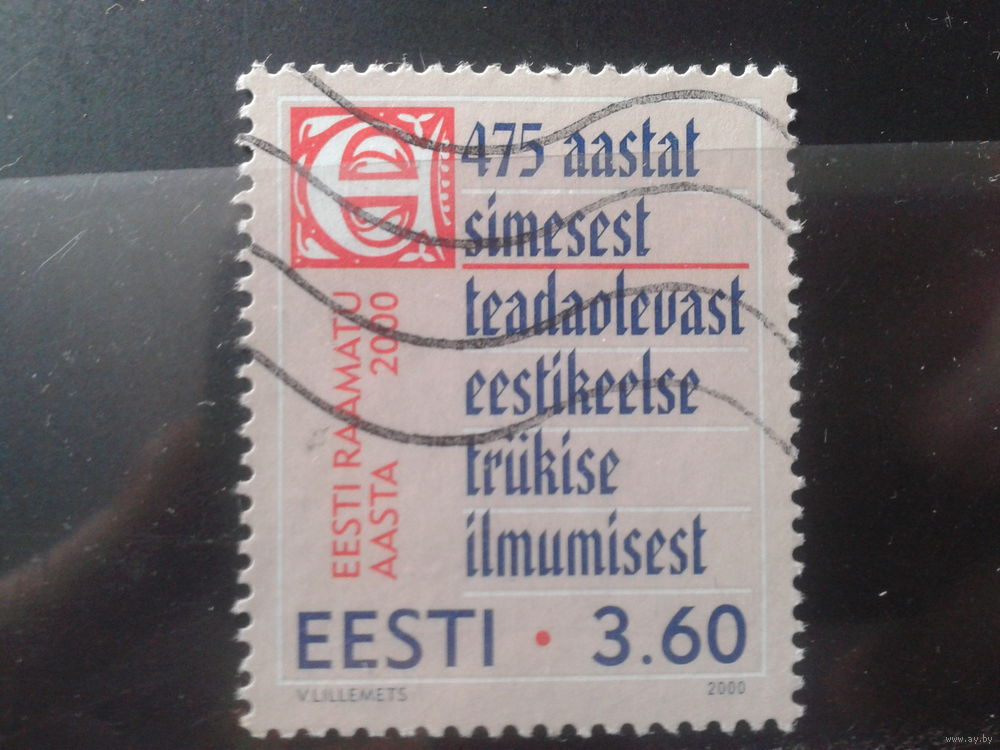 E
475 aastat
simesest
teadaolevast
eestikeelse
trükise
ilmumisest
EESTI RAAMATU
AASTA 2000
EESTI • 3.60
V.LILLEMETS
2000
www.ay.by